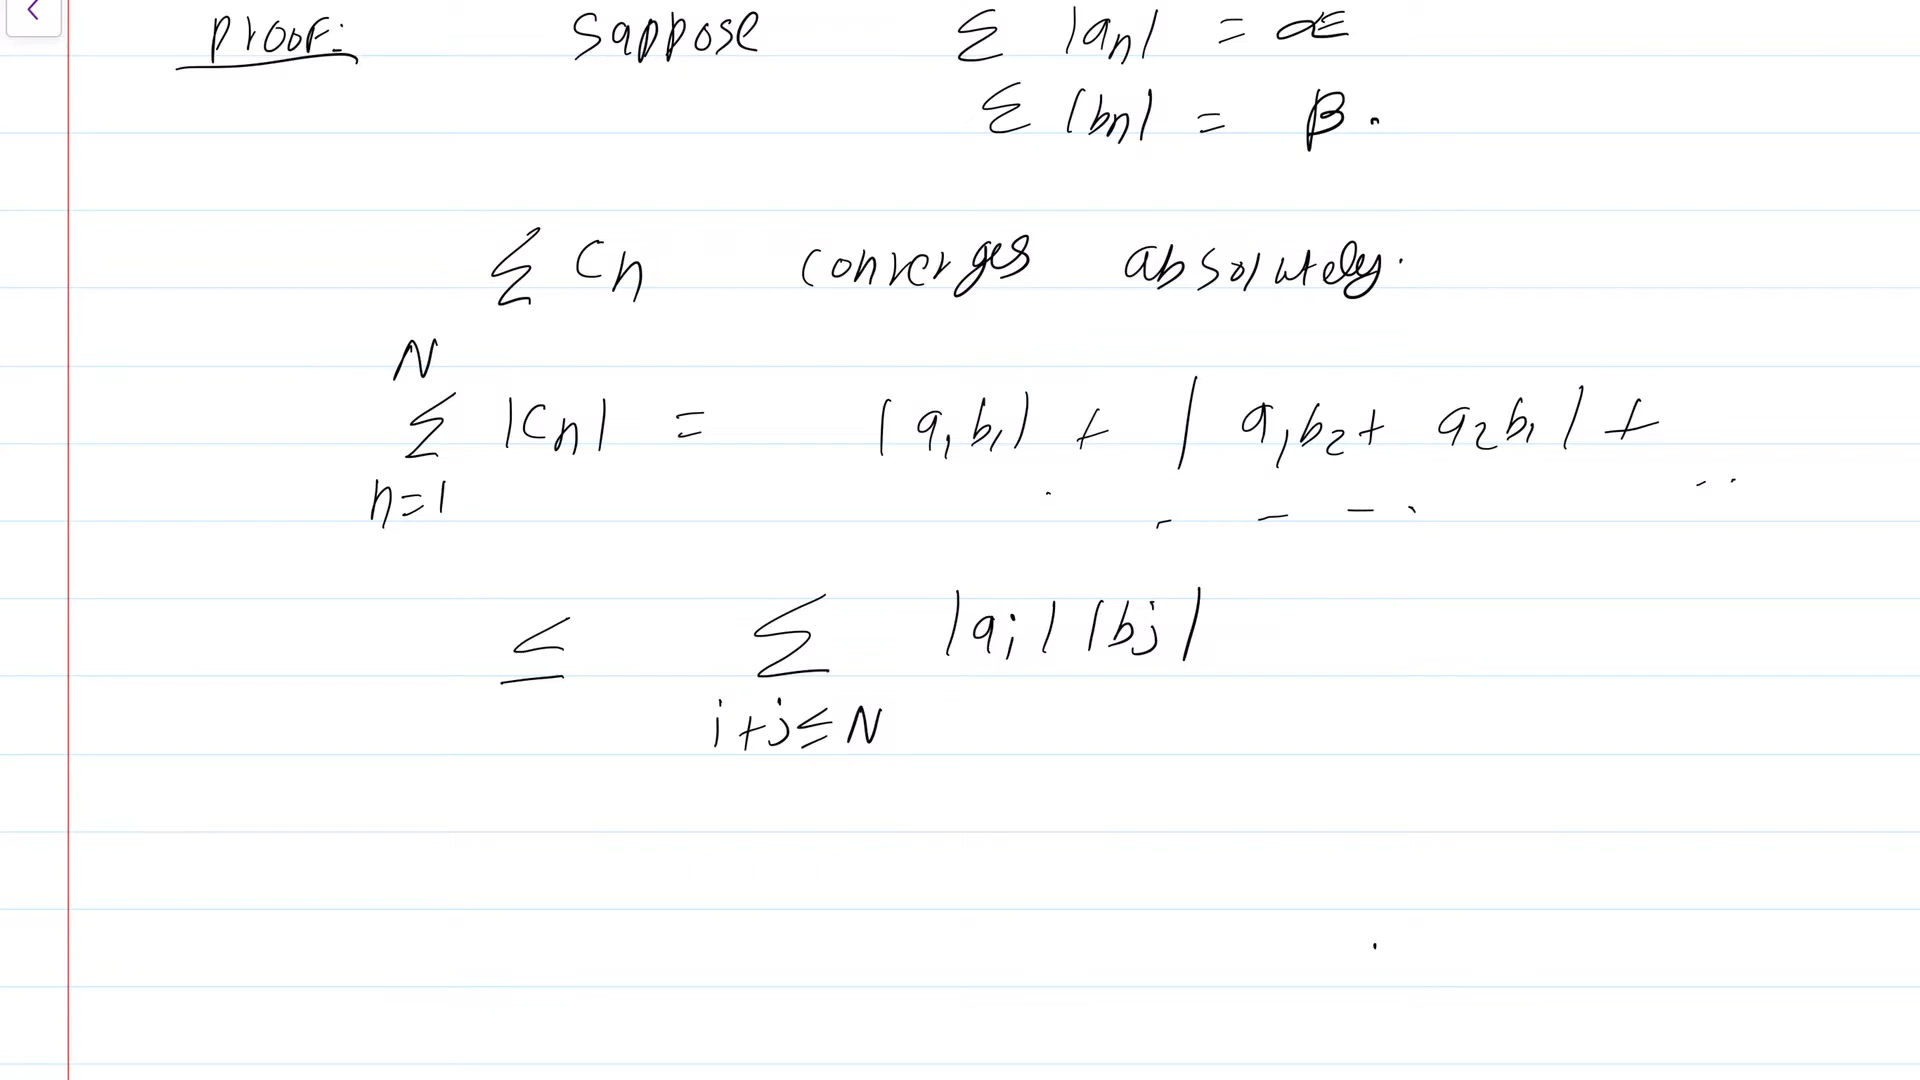 Proof: Suppose Σ |an| = α
Σ |bn| = β.
Σ Cn converges absolutely.
N
Σ |Cn| = |a1b1| + | a1b2 + a2b1 | +
n=1 . - - - . - ..
≤ Σ |ai| |bj|
i+j≤N